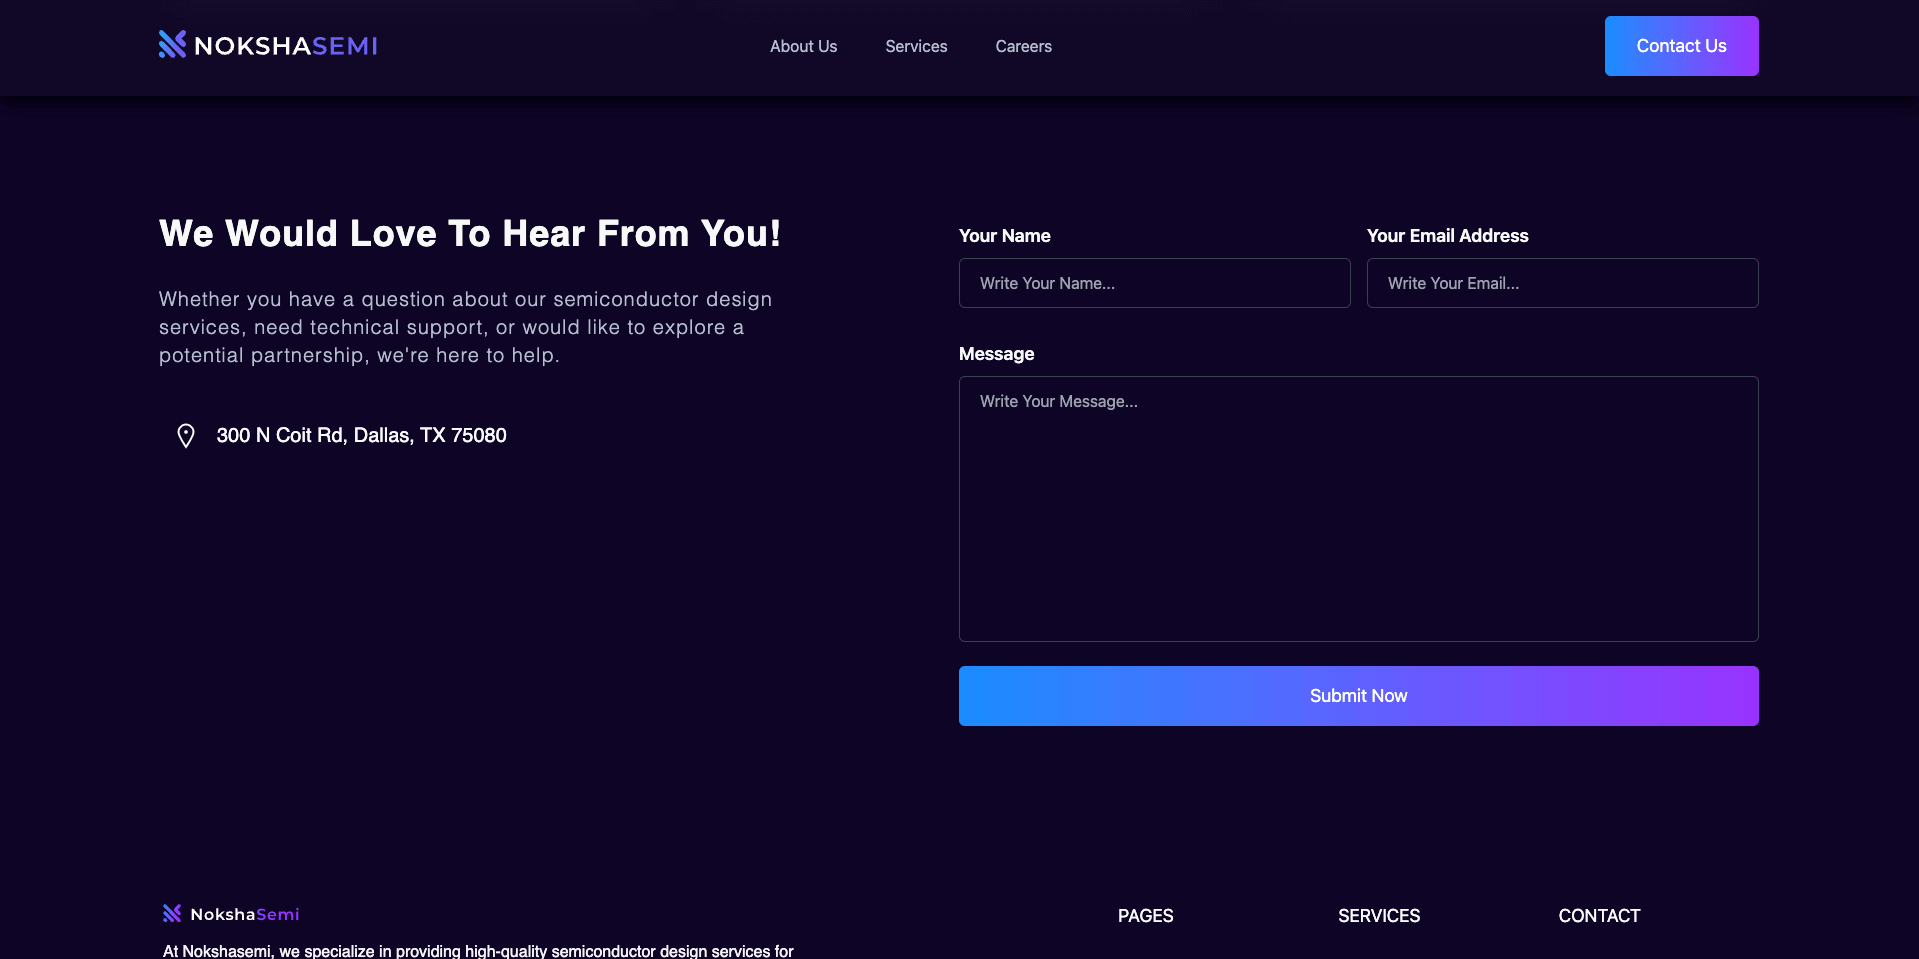 NOKSHASEMI
About Us
Services
Careers
Contact Us
We Would Love To Hear From You!
Whether you have a question about our semiconductor design
services, need technical support, or would like to explore a
potential partnership, we're here to help.
300 N Coit Rd, Dallas, TX 75080
Your Name
Write Your Name...
Your Email Address
Write Your Email...
Message
Write Your Message...
Submit Now
NokshaSemi
At Nokshasemi, we specialize in providing high-quality semiconductor design services for
PAGES
SERVICES
CONTACT